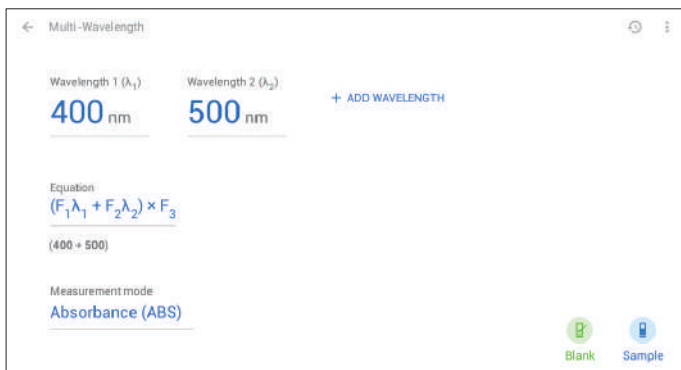 Multi-Wavelength
Wavelength 1 (λ₁) Wavelength 2 (λ₂)
400 nm 500 nm + ADD WAVELENGTH
Equation
(F₁λ₁ + F₂λ₂) × F₃
(400 + 500)
Measurement mode
Absorbance (ABS)
Blank Sample